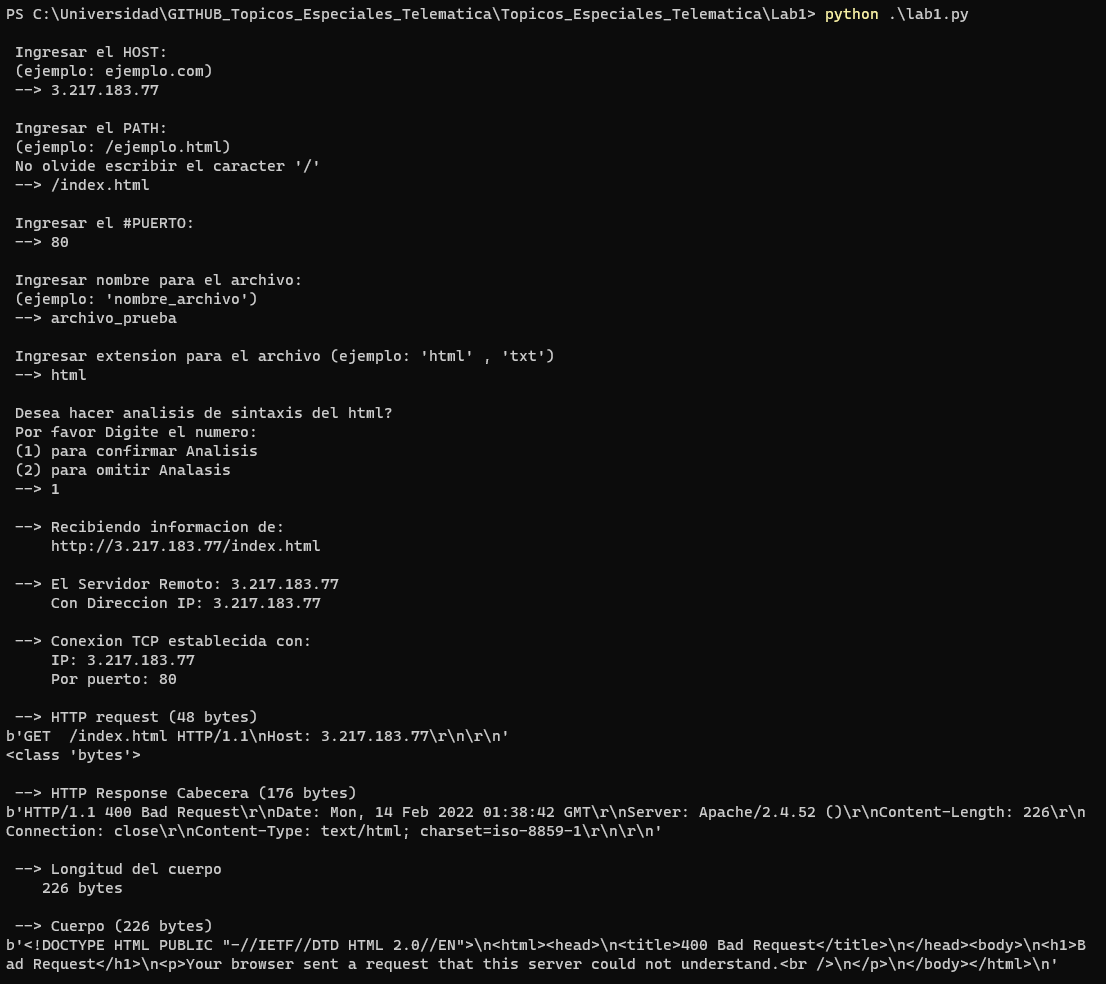 PS C:\Universidad\GITHUB_Topicos_Especiales_Telematica\Topicos_Especiales_Telematica\Lab1> python .\lab1.py
Ingresar el HOST:
(ejemplo: ejemplo.com)
--> 3.217.183.77
Ingresar el PATH:
(ejemplo: /ejemplo.html)
No olvide escribir el caracter '/'
--> /index.html
Ingresar el #PUERTO:
--> 80
Ingresar nombre para el archivo:
(ejemplo: 'nombre_archivo')
--> archivo_prueba
Ingresar extension para el archivo (ejemplo: 'html' , 'txt')
--> html
Desea hacer analisis de sintaxis del html?
Por favor Digite el numero:
(1) para confirmar Analisis
(2) para omitir Analasis
--> 1
--> Recibiendo informacion de:
http://3.217.183.77/index.html
--> El Servidor Remoto: 3.217.183.77
Con Direccion IP: 3.217.183.77
--> Conexion TCP establecida con:
IP: 3.217.183.77
Por puerto: 80
--> HTTP request (48 bytes)
b'GET  /index.html HTTP/1.1\nHost: 3.217.183.77\r\n\r\n'
<class 'bytes'>
--> HTTP Response Cabecera (176 bytes)
b'HTTP/1.1 400 Bad Request\r\nDate: Mon, 14 Feb 2022 01:38:42 GMT\r\nServer: Apache/2.4.52 ()\r\nContent-Length: 226\r\n
Connection: close\r\nContent-Type: text/html; charset=iso-8859-1\r\n\r\n'
--> Longitud del cuerpo
226 bytes
--> Cuerpo (226 bytes)
b'<!DOCTYPE HTML PUBLIC "-//IETF//DTD HTML 2.0//EN">\n<html><head>\n<title>400 Bad Request</title>\n</head><body>\n<h1>B
ad Request</h1>\n<p>Your browser sent a request that this server could not understand.<br />\n</p>\n</body></html>\n'